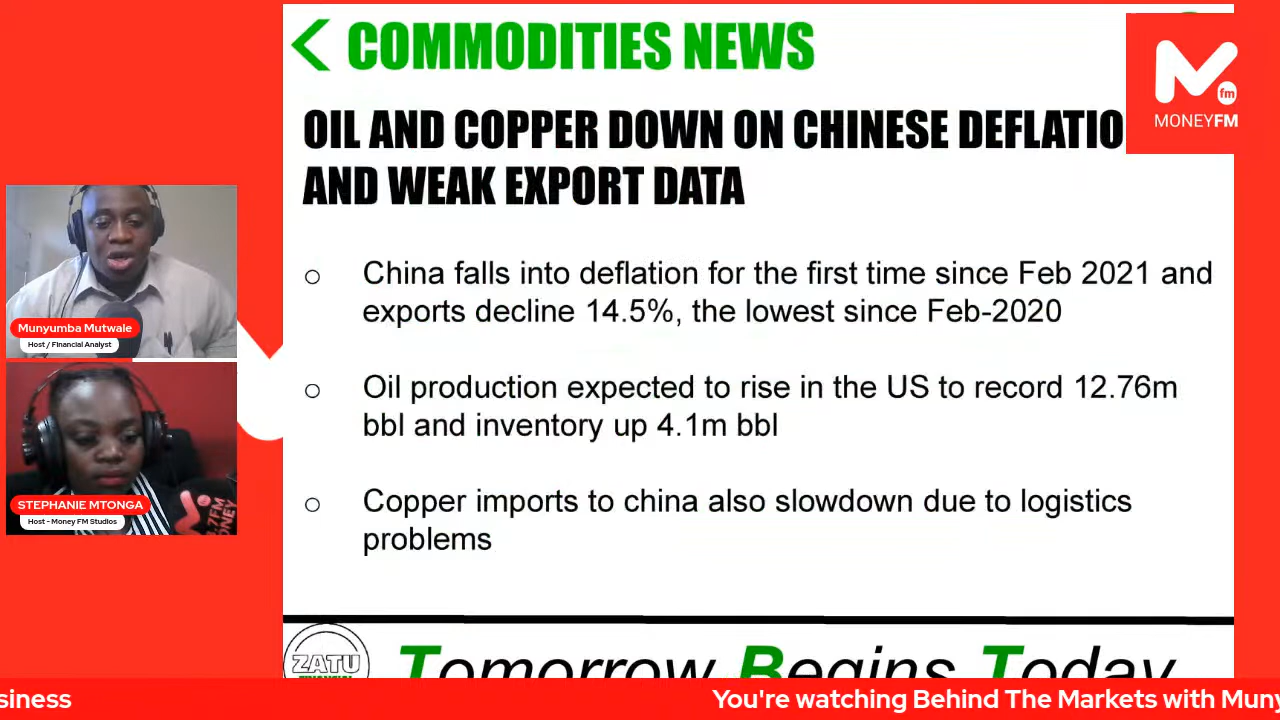 COMMODITIES NEWS
fm
MONEYFM
OIL AND COPPER DOWN ON CHINESE DEFLATIO
AND WEAK EXPORT DATA
China falls into deflation for the first time since Feb 2021 and
exports decline 14.5%, the lowest since Feb-2020
Oil production expected to rise in the US to record 12.76m
bbl and inventory up 4.1m bbl
Copper imports to china also slowdown due to logistics
problems
Munyumba Mutwale
Host / Financial Analyst
STEPHANIE MTONGA
Host - Money FM Studios
ZATU
FINANCIAL
Tomorrow Begins Today
siness
You're watching Behind The Markets with Muny